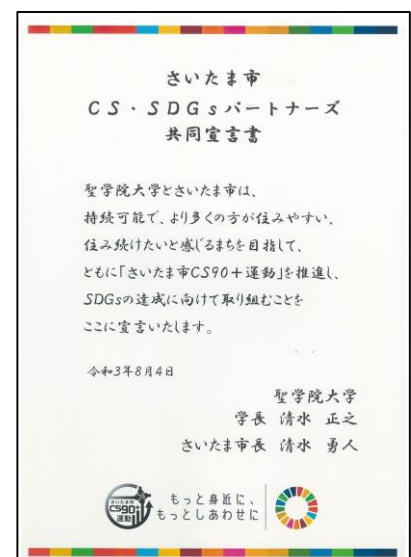 さいたま市
CS・SDGsパートナーズ
共同宣言書
聖学院大学とさいたま市は、
持続可能で、より多くの方が住みやすい、
住み続けたいと感じるまちを目指して、
ともに「さいたま市CS90+運動」を推進し、
SDGsの達成に向けて取り組むことを
ここに宣言いたします。
令和3年8月4日
聖学院大学
学長 清水 正之
さいたま市長 清水 勇人
さいたま市
CS90+
運動
もっと身近に、
もっとしあわせに